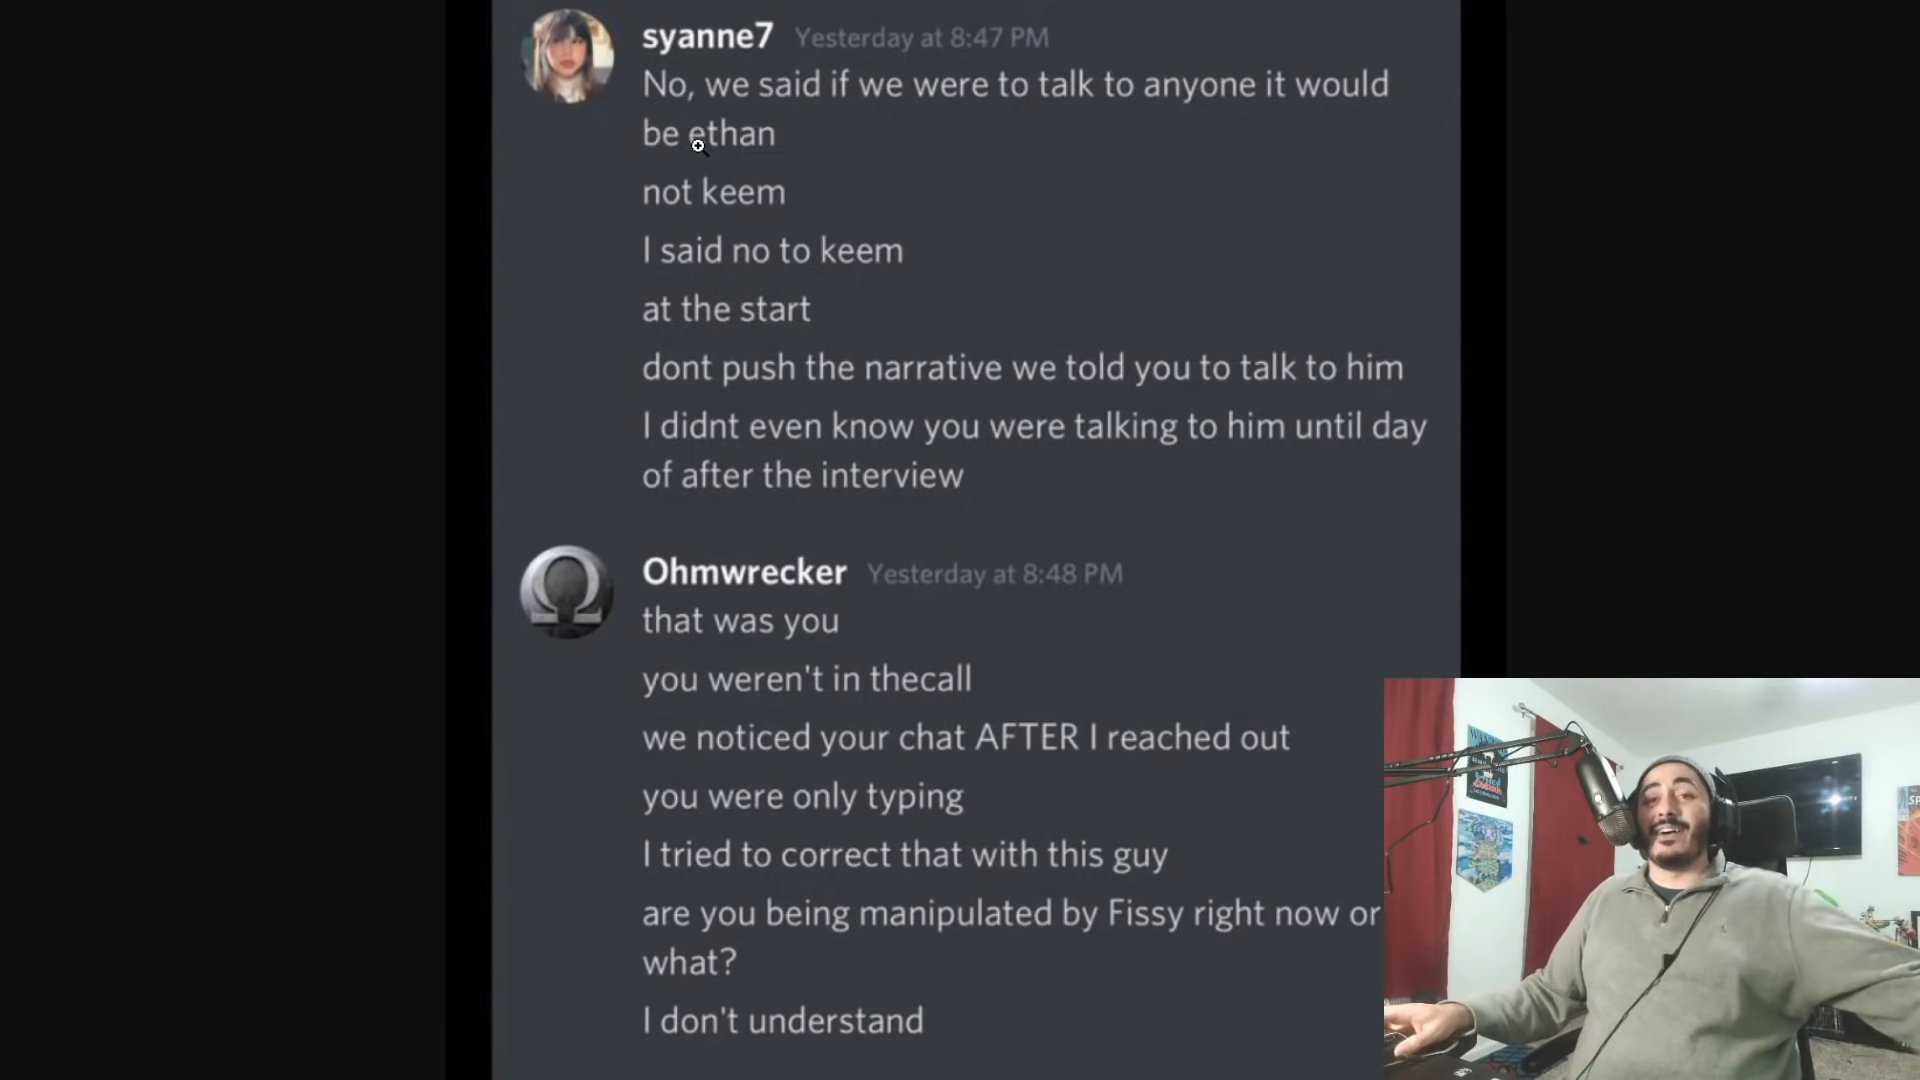 syanne7 Yesterday at 8:47 PM
No, we said if we were to talk to anyone it would
be ethan
not keem
I said no to keem
at the start
dont push the narrative we told you to talk to him
I didnt even know you were talking to him until day
of after the interview
Ohmwrecker Yesterday at 8:48 PM
that was you
you weren't in thecall
we noticed your chat AFTER I reached out
you were only typing
I tried to correct that with this guy
are you being manipulated by Fissy right now or
what?
I don't understand